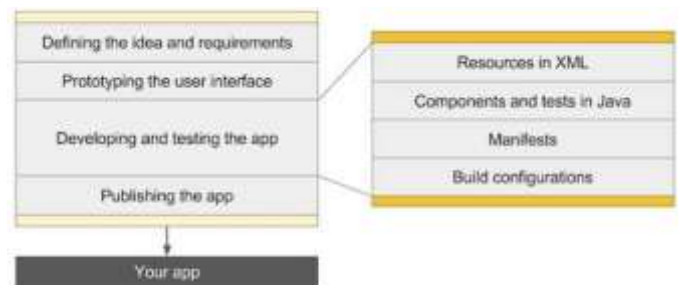 Defining the idea and requirements
Prototyping the user interface
Developing and testing the app
Publishing the app
Your app
Resources in XML
Components and tests in Java
Manifests
Build configurations